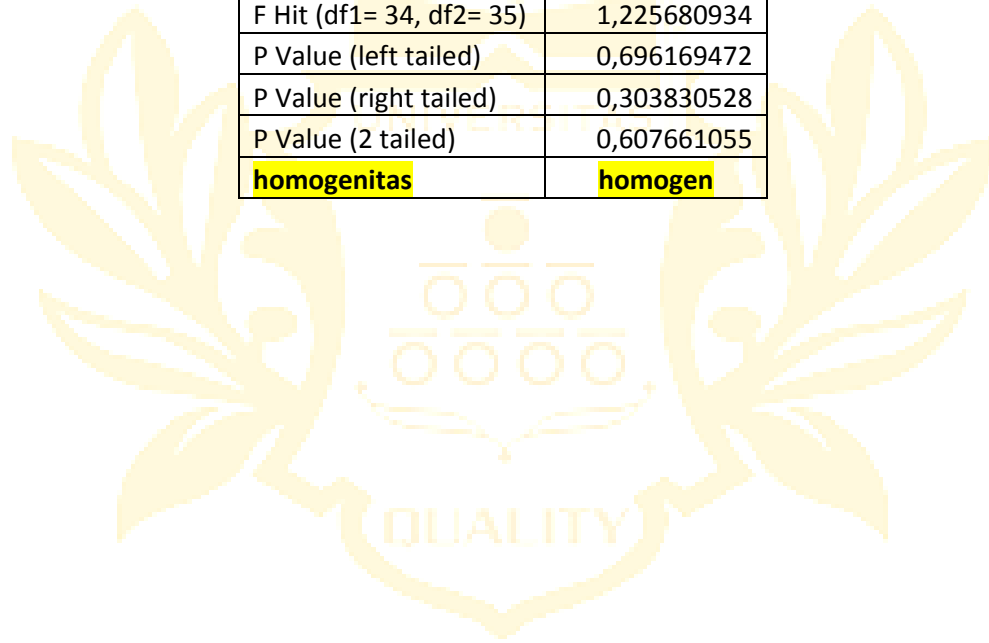 F Hit (df1= 34, df2= 35) 1,225680934
P Value (left tailed) 0,696169472
P Value (right tailed) 0,303830528
UNIVERSITAS
P Value (2 tailed) 0,607661055
homogenitas homogen
QUALITY